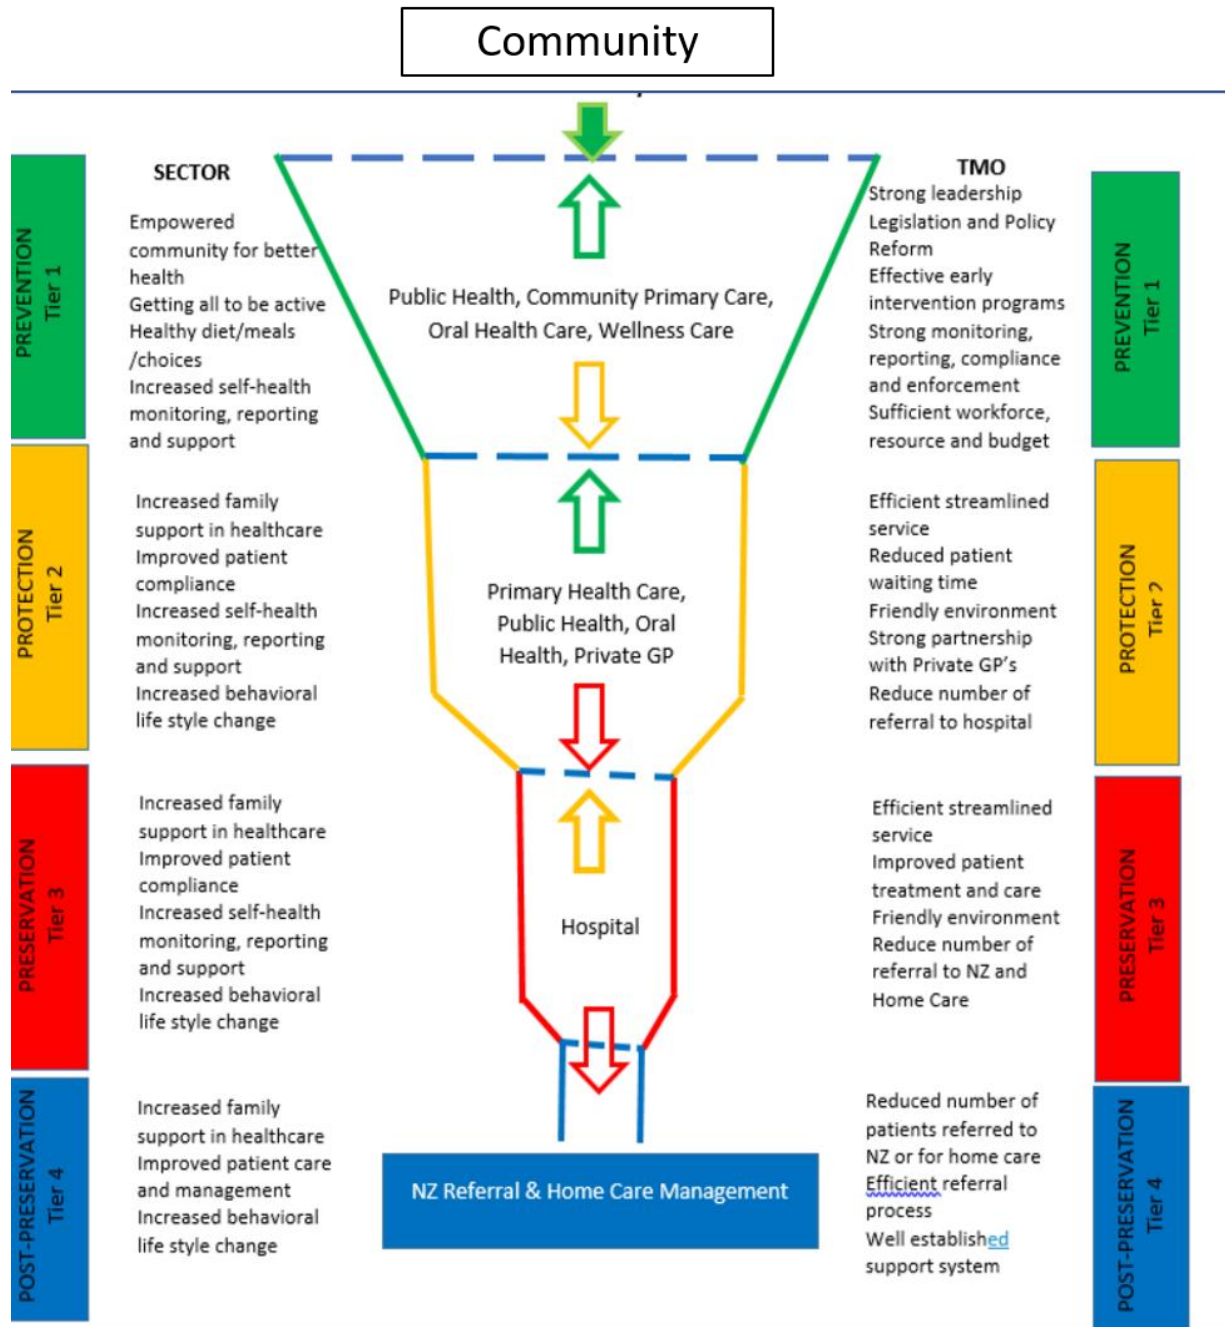 Community
SECTOR
TMO
PREVENTION
Tier 1
Empowered
community for better
health
Getting all to be active
Healthy diet/meals
/choices
Increased self-health
monitoring, reporting
and support
Public Health, Community Primary Care,
Oral Health Care, Wellness Care
Strong leadership
Legislation and Policy
Reform
Effective early
intervention programs
Strong monitoring,
reporting, compliance
and enforcement
Sufficient workforce,
resource and budget
PREVENTION
Tier 1
PROTECTION
Tier 2
Increased family
support in healthcare
Improved patient
compliance
Increased self-health
monitoring, reporting
and support
Increased behavioral
life style change
Primary Health Care,
Public Health, Oral
Health, Private GP
Efficient streamlined
service
Reduced patient
waiting time
Friendly environment
Strong partnership
with Private GP's
Reduce number of
referral to hospital
PROTECTION
Tier 2
PRESERVATION
Tier 3
Increased family
support in healthcare
Improved patient
compliance
Increased self-health
monitoring, reporting
and support
Increased behavioral
life style change
Hospital
Efficient streamlined
service
Improved patient
treatment and care
Friendly environment
Reduce number of
referral to NZ and
Home Care
PRESERVATION
Tier 3
POST-PRESERVATION
Tier 4
Increased family
support in healthcare
Improved patient care
and management
Increased behavioral
life style change
NZ Referral & Home Care Management
Reduced number of
patients referred to
NZ or for home care
Efficient referral
process
Well established
support system
POST-PRESERVATION
Tier 4